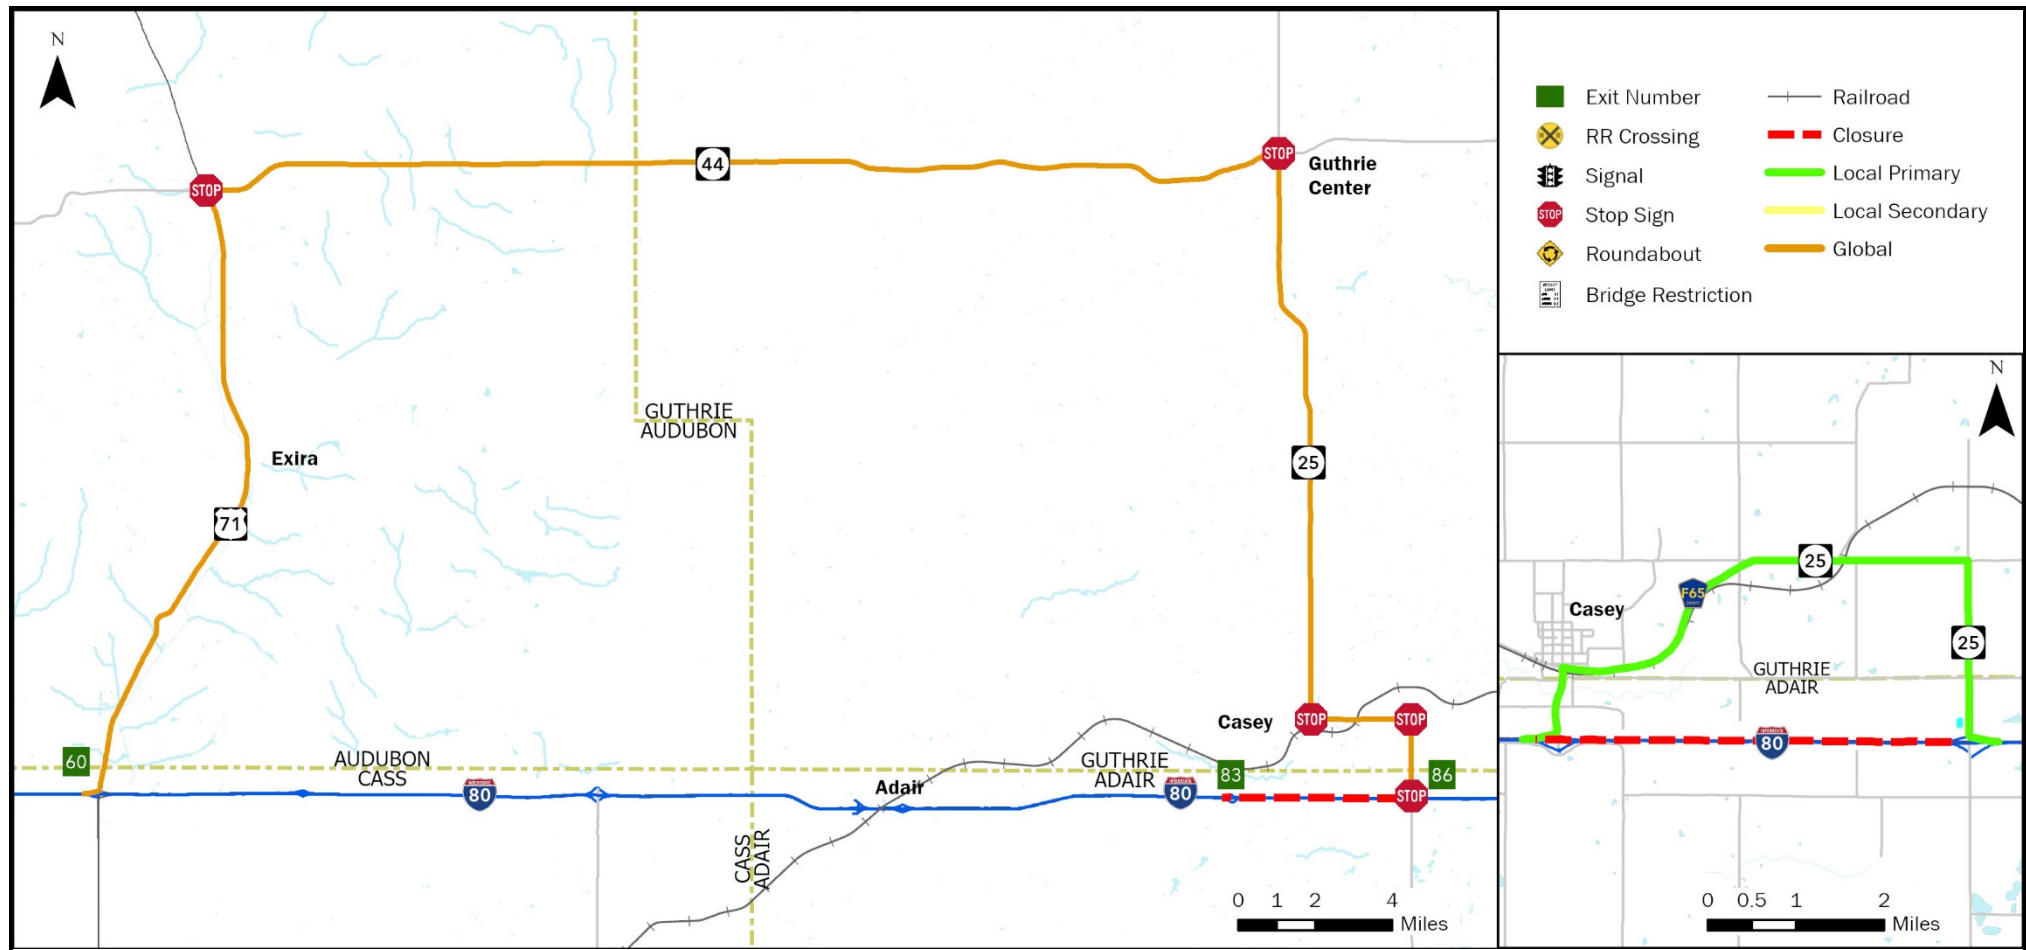 N
STOP
44
STOP
Guthrie
Center
GUTHRIE
AUDUBON
Exira
25
71
Casey
STOP
STOP
60
AUDUBON
CASS
GUTHRIE
ADAIR
83
86
Adair
80
80
STOP
CASS
ADAIR
0 1 2 4
Miles
Exit Number
RR Crossing
Signal
STOP
Stop Sign
Roundabout
Bridge Restriction
Railroad
Closure
Local Primary
Local Secondary
Global
N
25
F65
Casey
25
GUTHRIE
ADAIR
80
0 0.5 1 2
Miles